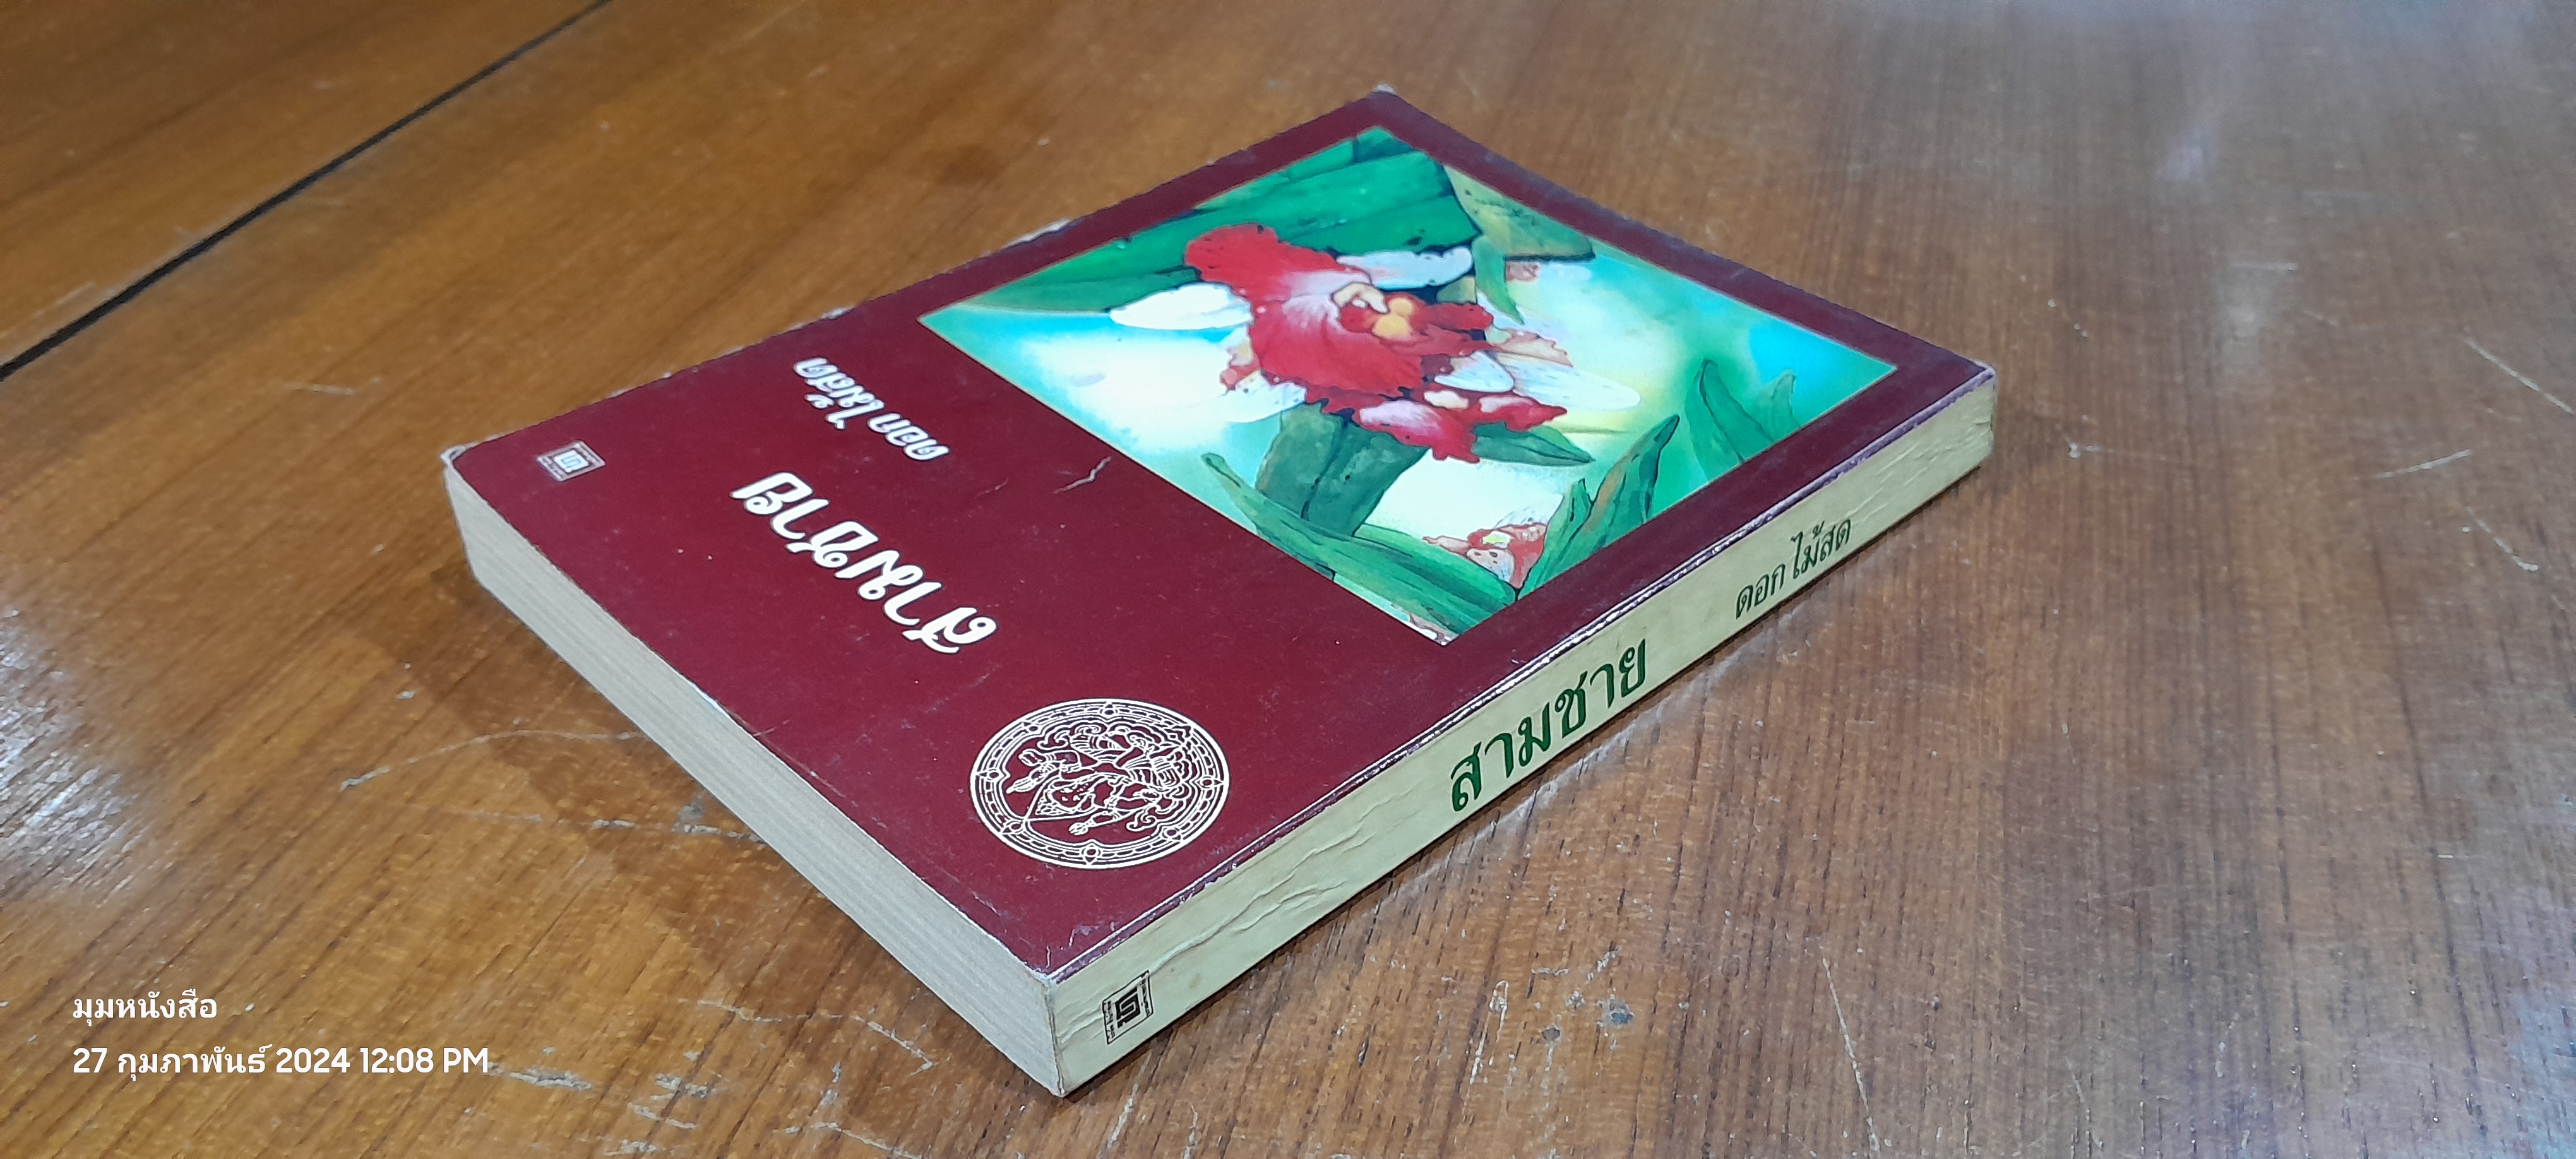 สามชาย
ดอกไม้สด
สามชาย
ดอกไม้สด
มุมหนังสือ
27 กุมภาพันธ์ 2024 12:08 PM